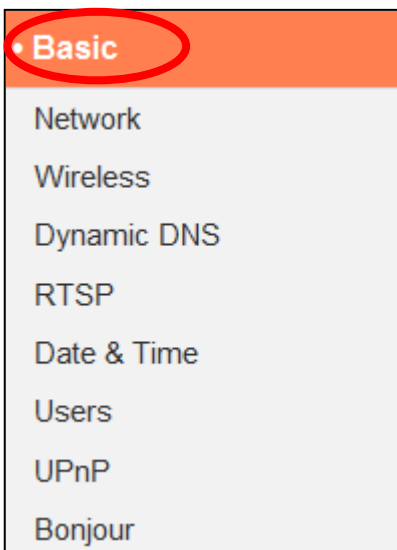 • Basic
Network
Wireless
Dynamic DNS
RTSP
Date & Time
Users
UPnP
Bonjour